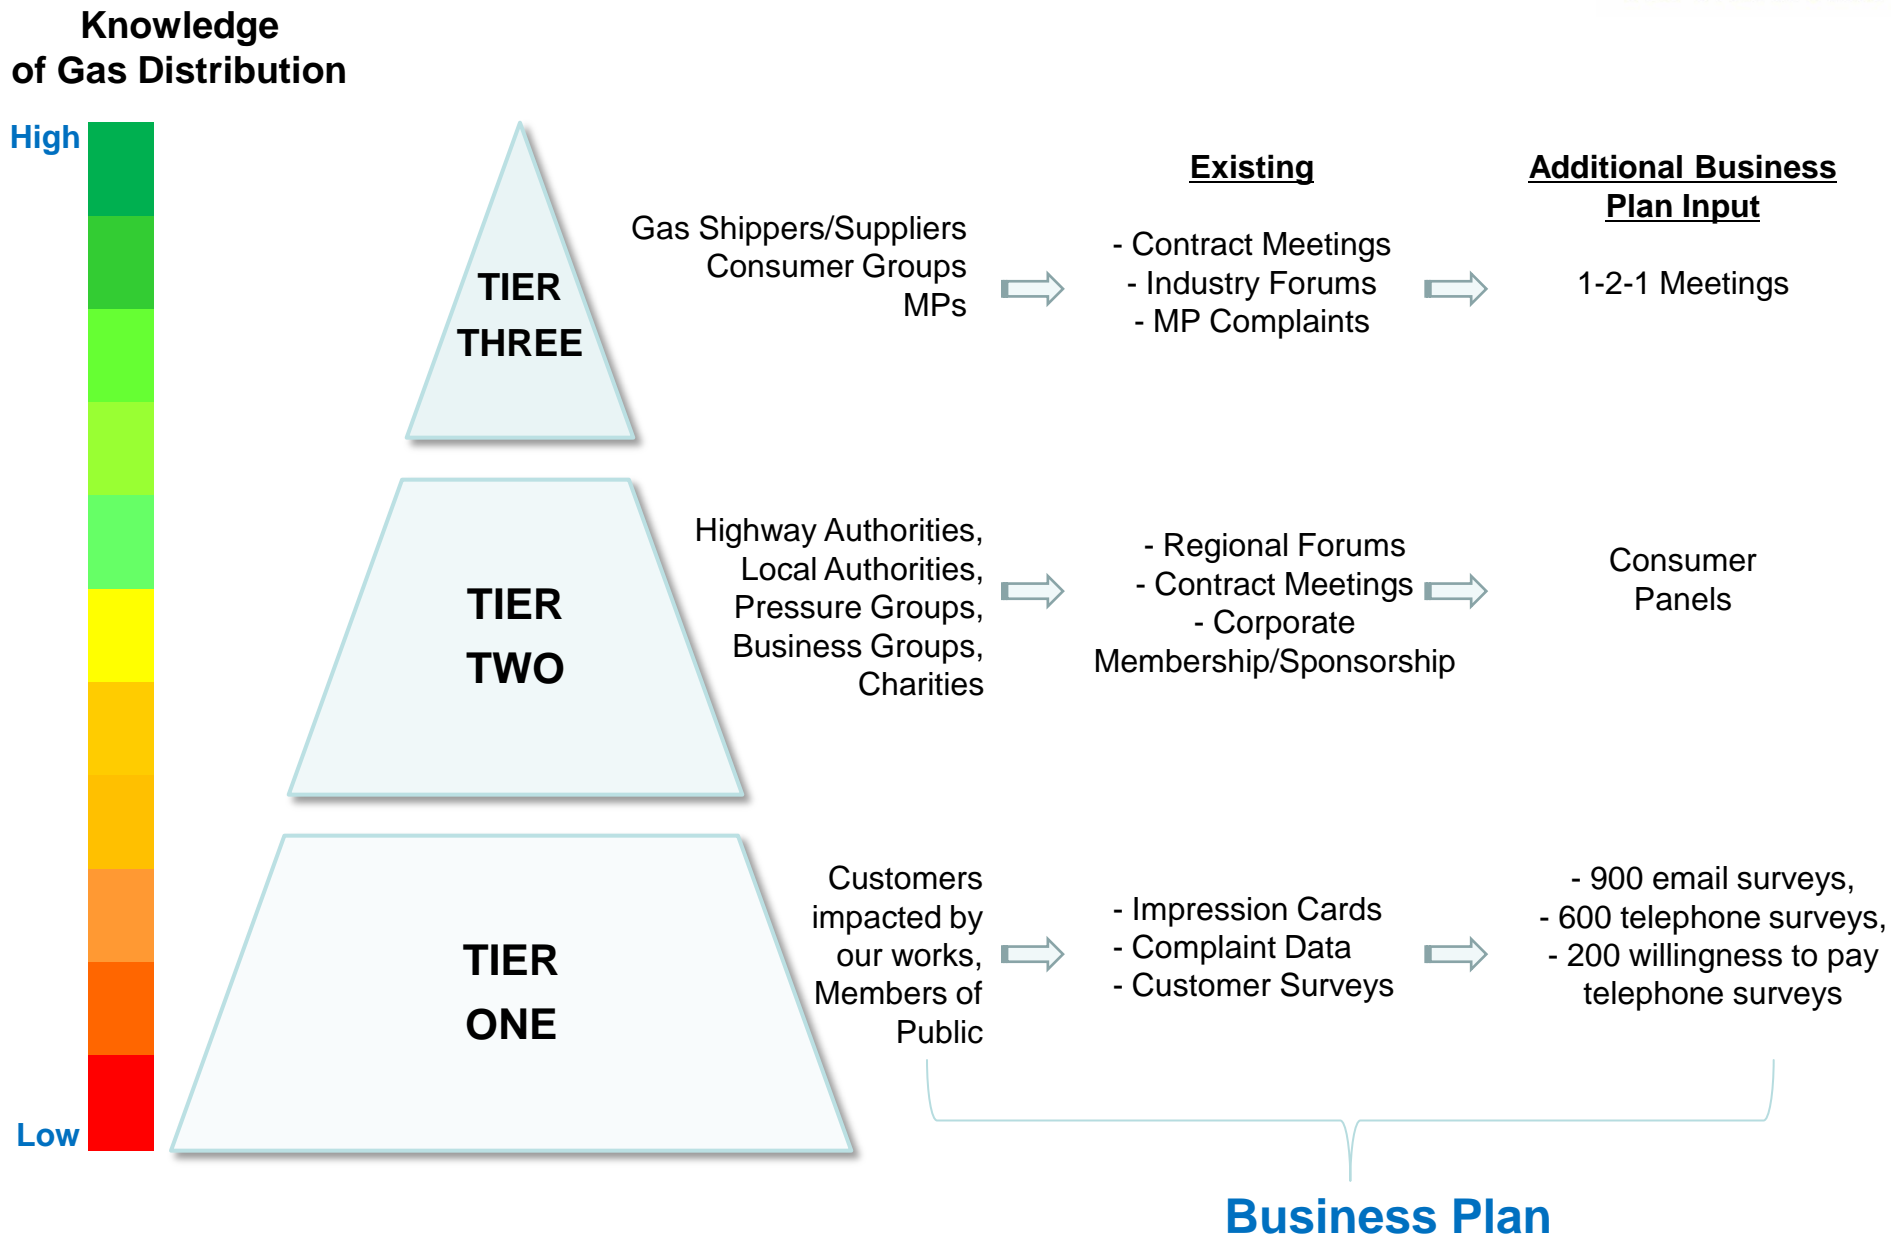 Knowledge
of Gas Distribution
High
Low
TIER
THREE
Gas Shippers/Suppliers
Consumer Groups
MPs
Existing
- Contract Meetings
- Industry Forums
- MP Complaints
Additional Business
Plan Input
1-2-1 Meetings
TIER
TWO
Highway Authorities,
Local Authorities,
Pressure Groups,
Business Groups,
Charities
- Regional Forums
- Contract Meetings
- Corporate
Membership/Sponsorship
Consumer
Panels
TIER
ONE
Customers
impacted by
our works,
Members of
Public
- Impression Cards
- Complaint Data
- Customer Surveys
- 900 email surveys,
- 600 telephone surveys,
- 200 willingness to pay
telephone surveys
Business Plan